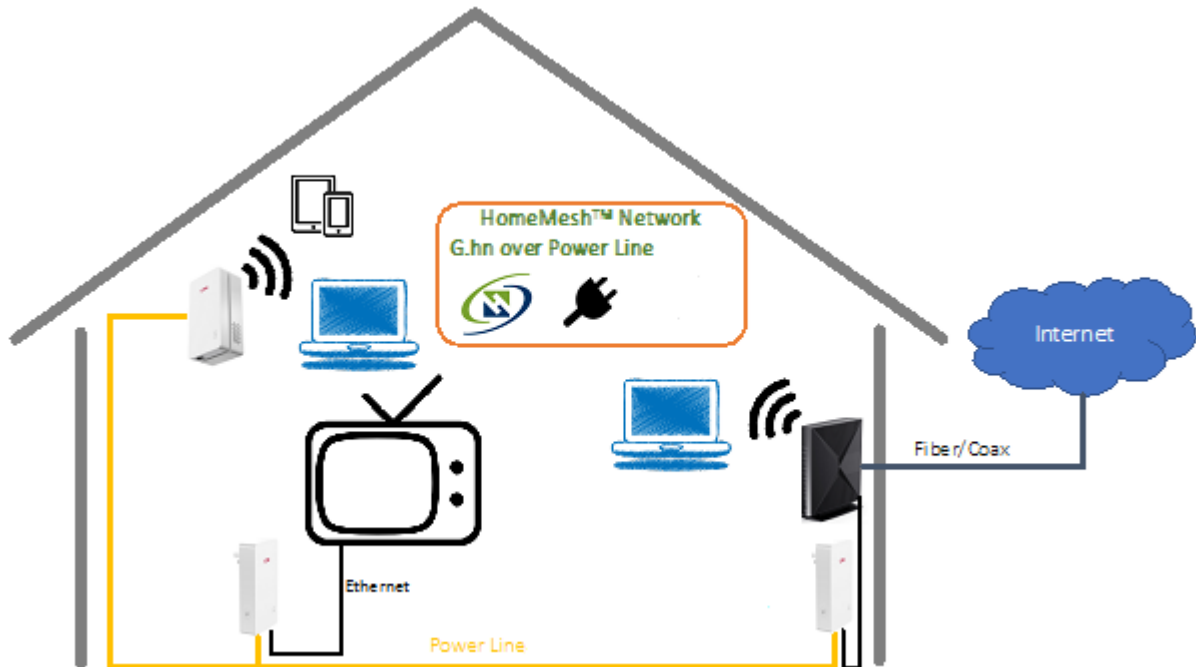 HomeMesh™ Network
G.hn over Power Line
Internet
Fiber/Coax
Ethernet
Power Line